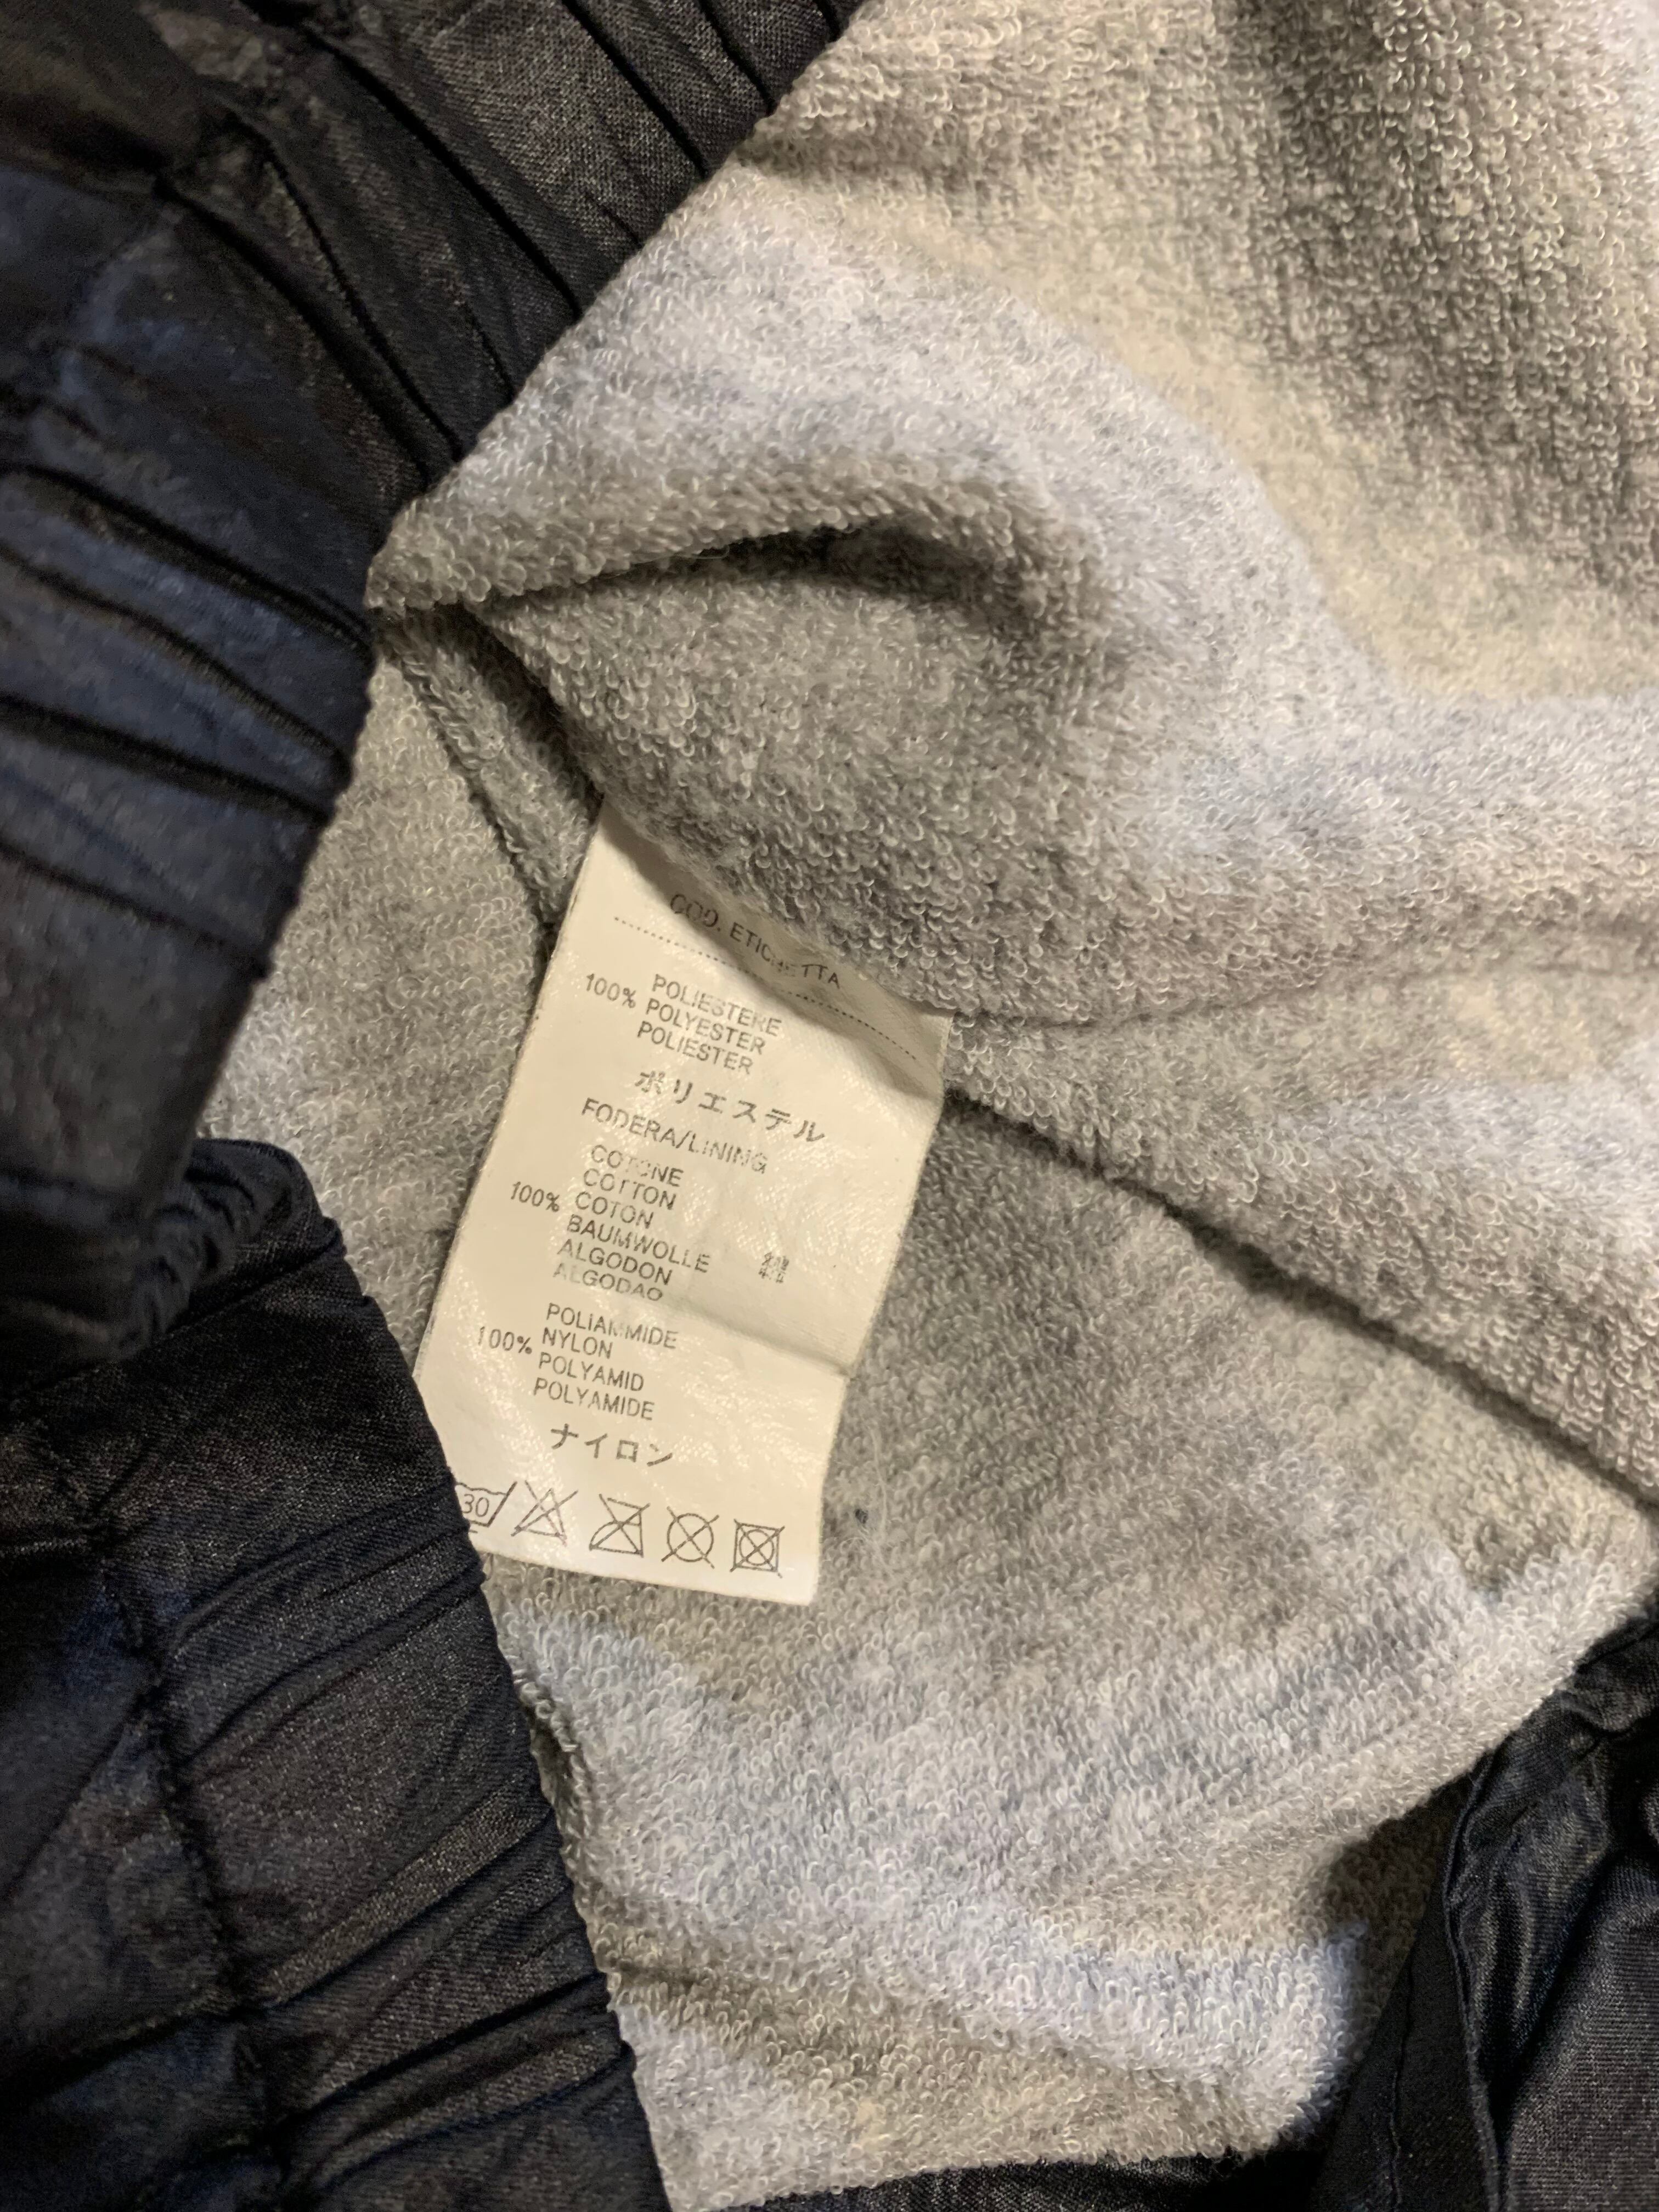 COD. ETICHETTA
POLIESTERE
100% POLYESTER
POLIESTER
ポリエステル
FODERA/LINING
COTONE
COTTON
100% COTON
BAUMWOLLE 綿
ALGODON
ALGODAO
POLIAMMIDE
100% NYLON
POLYAMID
POLYAMIDE
ナイロン
30